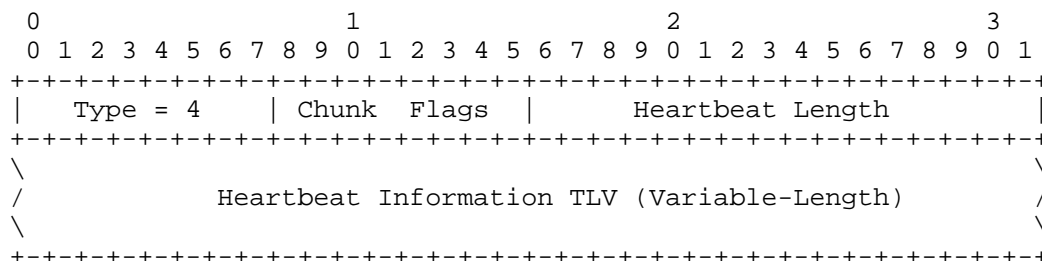 0                   1                   2                   3
0 1 2 3 4 5 6 7 8 9 0 1 2 3 4 5 6 7 8 9 0 1 2 3 4 5 6 7 8 9 0 1
+-+-+-+-+-+-+-+-+-+-+-+-+-+-+-+-+-+-+-+-+-+-+-+-+-+-+-+-+-+-+-+-+
|   Type = 4    | Chunk  Flags  |      Heartbeat Length         |
+-+-+-+-+-+-+-+-+-+-+-+-+-+-+-+-+-+-+-+-+-+-+-+-+-+-+-+-+-+-+-+-+
\                                                               \
/            Heartbeat Information TLV (Variable-Length)        /
\                                                               \
+-+-+-+-+-+-+-+-+-+-+-+-+-+-+-+-+-+-+-+-+-+-+-+-+-+-+-+-+-+-+-+-+